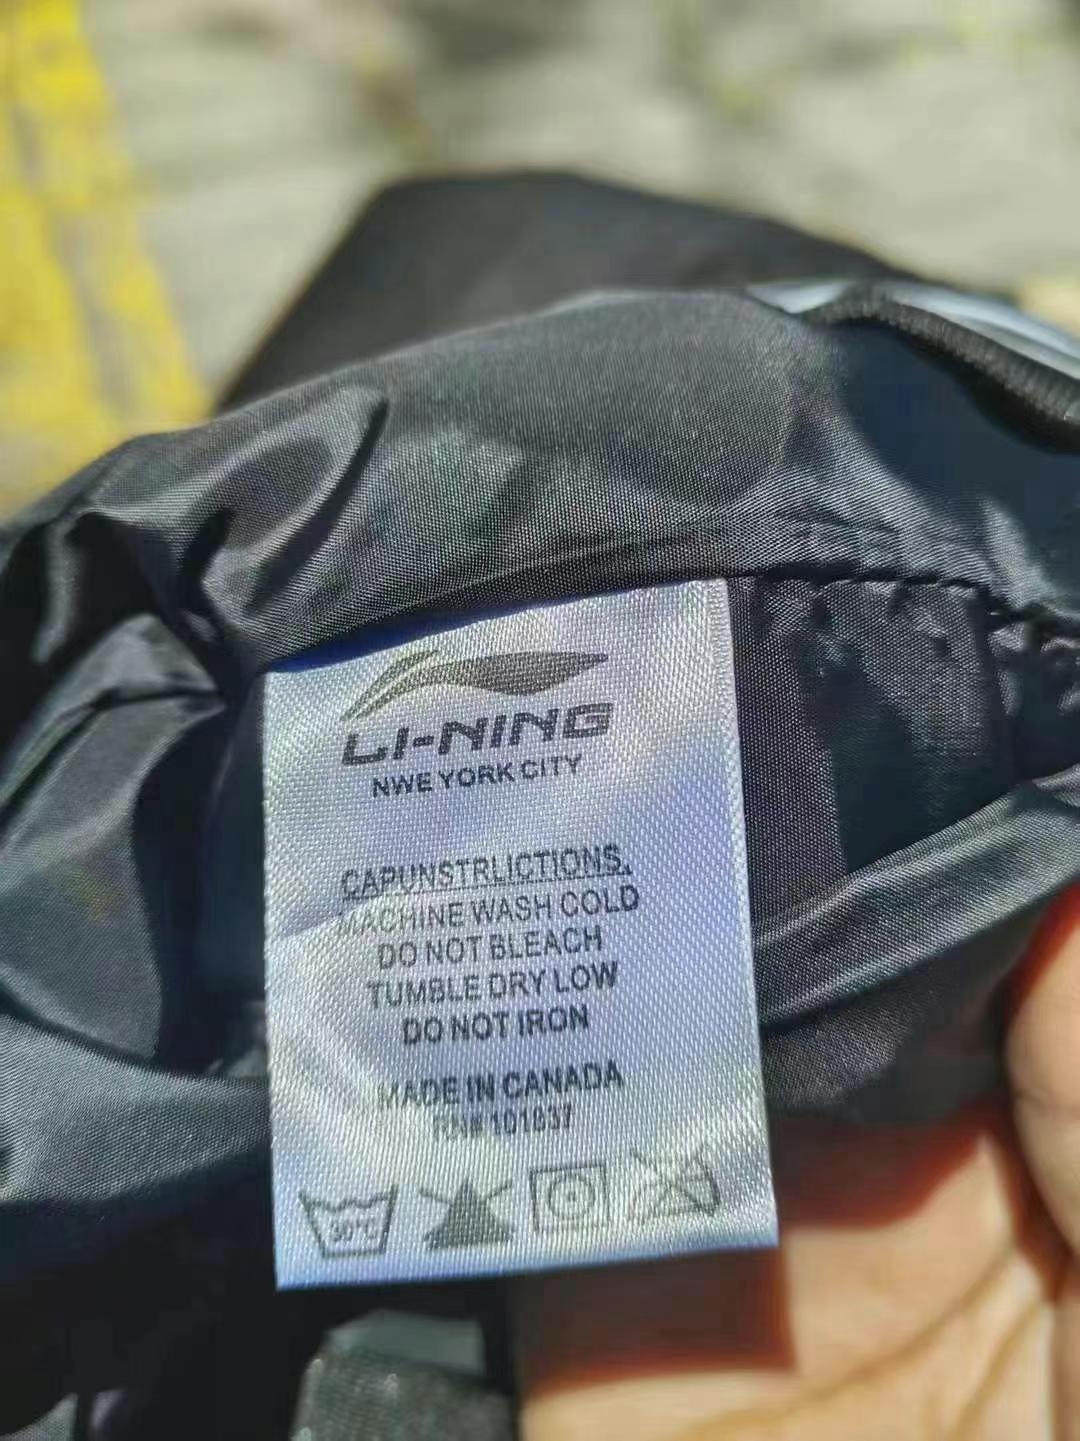 LI-NING
NWE YORK CITY
CAPUNSTRLICTIONS.
MACHINE WASH COLD
DO NOT BLEACH
TUMBLE DRY LOW
DO NOT IRON
MADE IN CANADA
RN# 101837
30°C